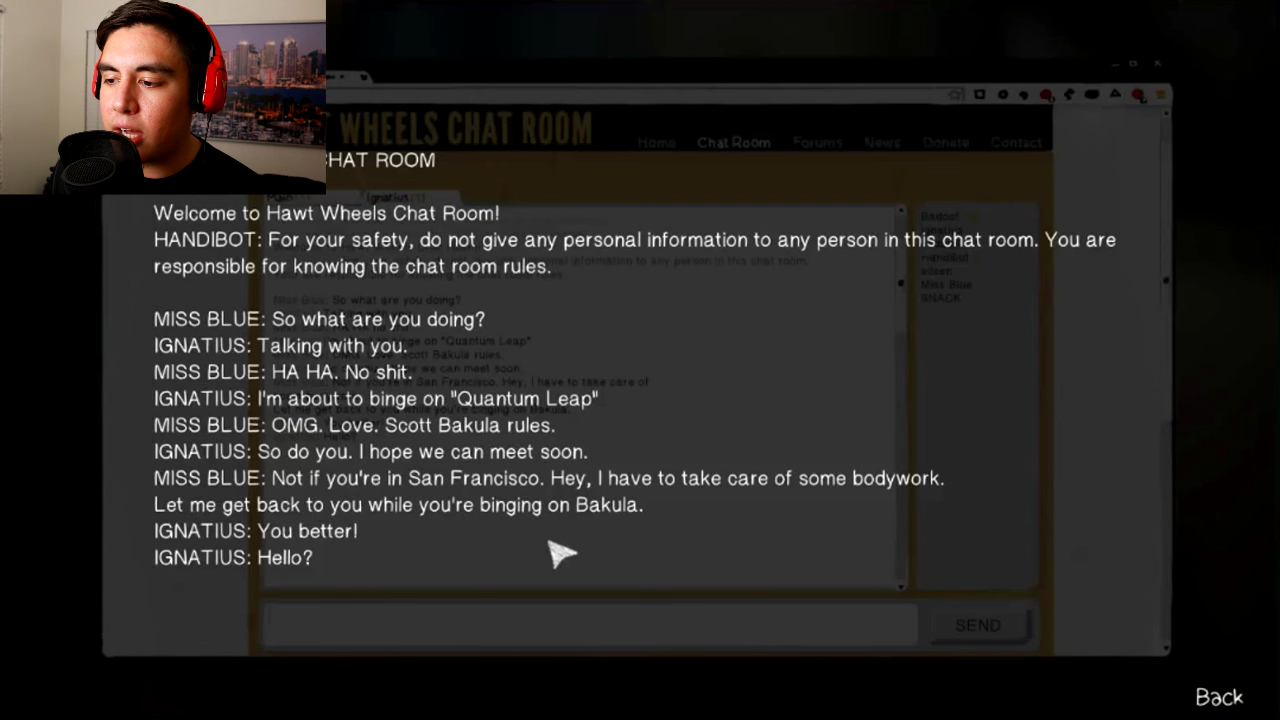 WHEELS CHAT ROOM
Home Chat Room Forums News Donate Contact
CHAT ROOM
Ignatius
Welcome to Hawt Wheels Chat Room!
HANDIBOT: For your safety, do not give any personal information to any person in this chat room. You are
responsible for knowing the chat room rules.
MISS BLUE: So what are you doing?
IGNATIUS: Talking with you.
MISS BLUE: HA HA. No shit.
IGNATIUS: I'm about to binge on "Quantum Leap"
MISS BLUE: OMG. Love. Scott Bakula rules.
IGNATIUS: So do you. I hope we can meet soon.
MISS BLUE: Not if you're in San Francisco. Hey, I have to take care of some bodywork.
Let me get back to you while you're binging on Bakula.
IGNATIUS: You better!
IGNATIUS: Hello?
Miss Blue
SNACK
SEND
Back